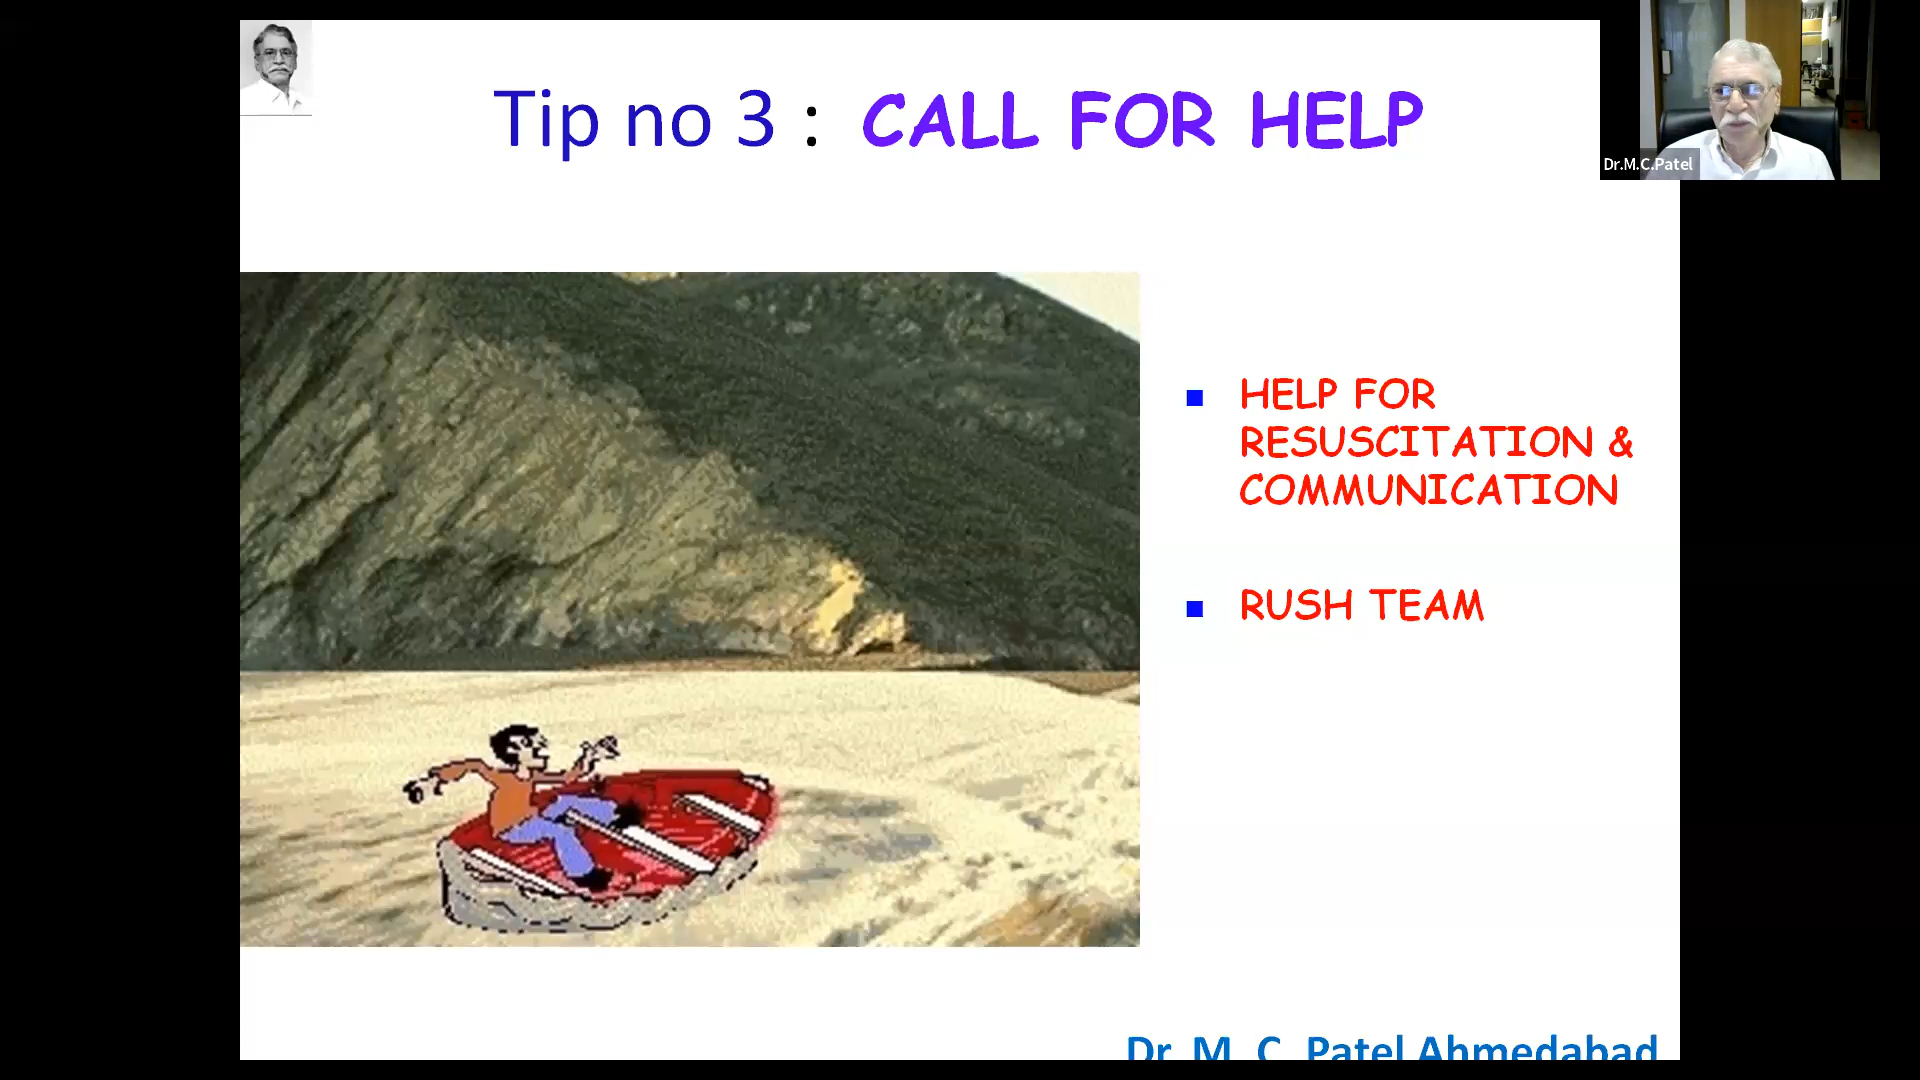 Tip no 3 : CALL FOR HELP
Dr.M.C.Patel
HELP FOR
RESUSCITATION &
COMMUNICATION
RUSH TEAM
Dr. M. C. Patel Ahmedabad